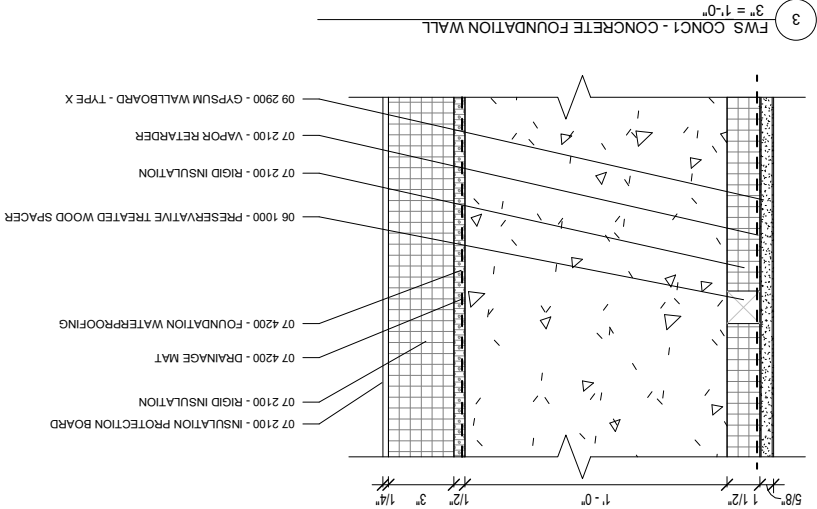 5/8" 1 1/2" 1' - 0" 1/2" 3" 1/4"
07 2100 - INSULATION PROTECTION BOARD
07 2100 - RIGID INSULATION
07 4200 - DRAINAGE MAT
07 4200 - FOUNDATION WATERPROOFING
06 1000 - PRESERVATIVE TREATED WOOD SPACER
07 2100 - RIGID INSULATION
07 2100 - VAPOR RETARDER
09 2900 - GYPSUM WALLBOARD - TYPE X
3
FWS_CONC1 - CONCRETE FOUNDATION WALL
3" = 1'-0"